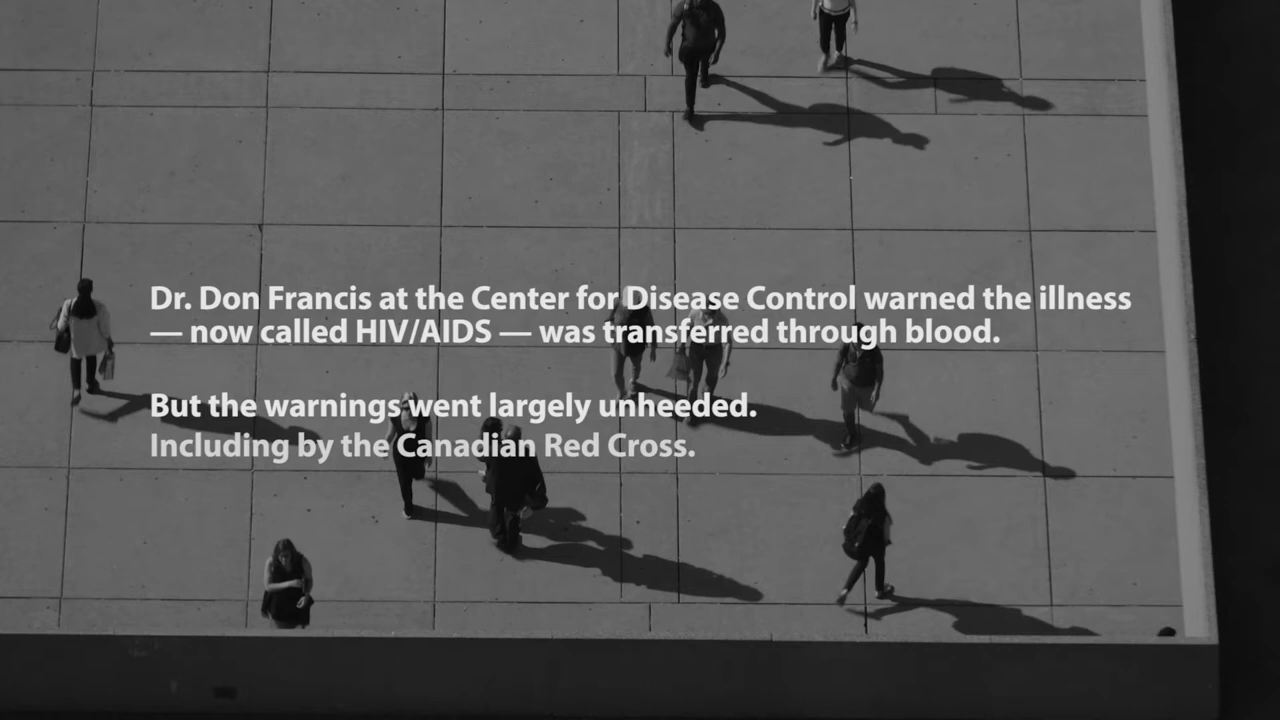 Dr. Don Francis at the Center for Disease Control warned the illness
— now called HIV/AIDS — was transferred through blood.
But the warnings went largely unheeded.
Including by the Canadian Red Cross.